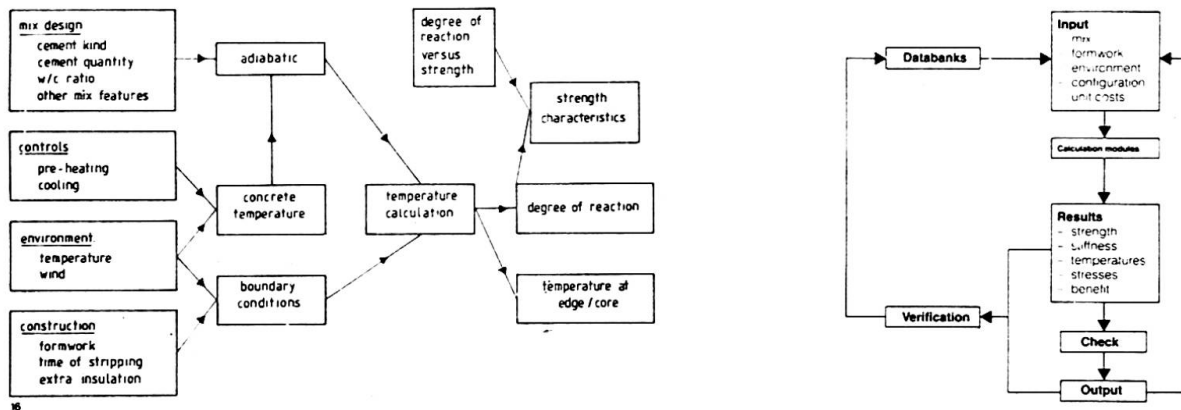 mix design
cement kind
cement quantity
w/c ratio
other mix features
controls
pre-heating
cooling
environment
temperature
wind
construction
formwork
time of stripping
extra insulation
adiabatic
concrete
temperature
boundary
conditions
temperature
calculation
degree of
reaction
versus
strength
strength
characteristics
degree of reaction
temperature at
edge/core
16
Databanks
Verification
Input
- mix
- formwork
- environment
- configuration
- unit costs
Calculation modules
Results
- strength
- stiffness
- temperatures
- stresses
- benefit
Check
Output